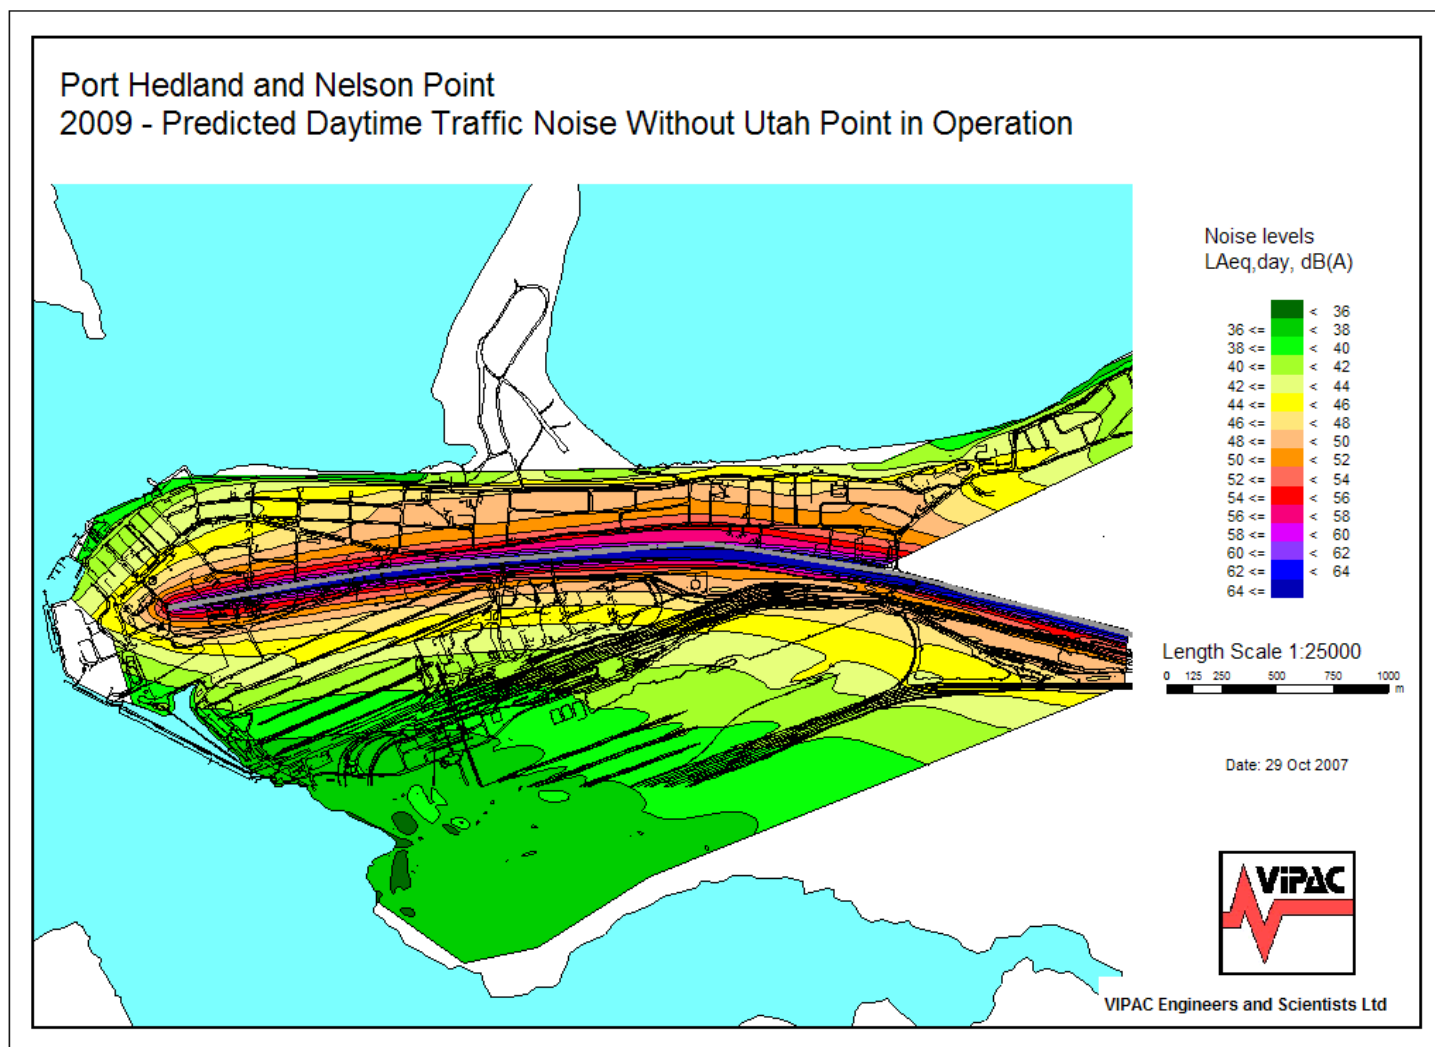 Port Hedland and Nelson Point
2009 - Predicted Daytime Traffic Noise Without Utah Point in Operation
Noise levels
LAeq,day, dB(A)
< 36
36 <= < 38
38 <= < 40
40 <= < 42
42 <= < 44
44 <= < 46
46 <= < 48
48 <= < 50
50 <= < 52
52 <= < 54
54 <= < 56
56 <= < 58
58 <= < 60
60 <= < 62
62 <= < 64
64 <=
Length Scale 1:25000
0 125 250 500 750 1000 m
Date: 29 Oct 2007
ViPAC
VIPAC Engineers and Scientists Ltd